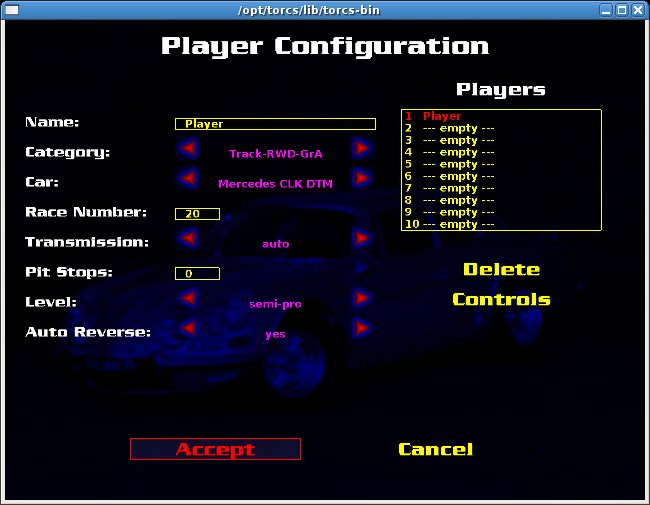 /opt/torcs/lib/torcs-bin
Player Configuration
Players
Name: Player
Category: Track-RWD-GrA
Car: Mercedes CLK DTM
Race Number: 20
Transmission: auto
Pit Stops: 0
Level: semi-pro
Auto Reverse: yes
1 Player
2 --- empty ---
3 --- empty ---
4 --- empty ---
5 --- empty ---
6 --- empty ---
7 --- empty ---
8 --- empty ---
9 --- empty ---
10 --- empty ---
Delete
Controls
Accept
Cancel